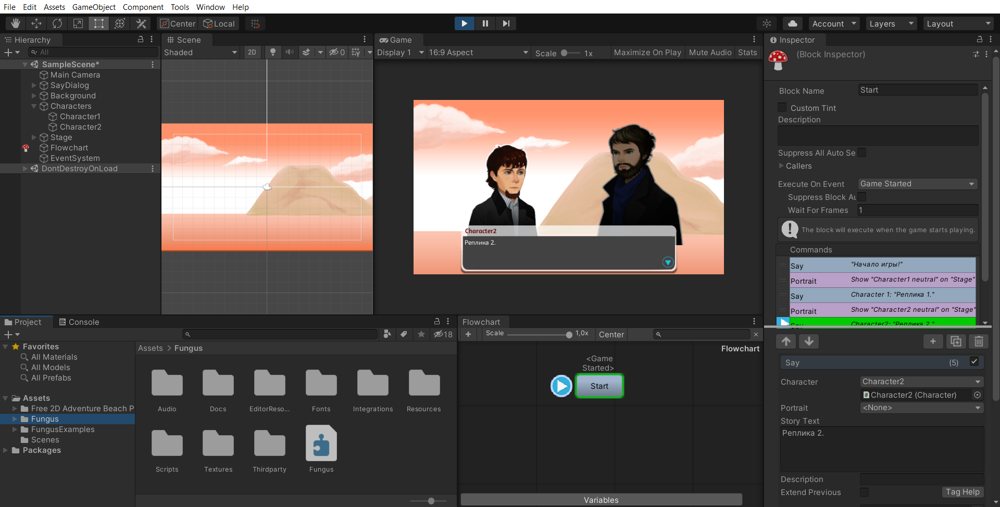 File Edit Assets GameObject Component Tools Window Help
Center Local Account Layers Layout
Hierarchy
All
SampleScene*
Main Camera
SayDialog
Background
Characters
Character1
Character2
Stage
Flowchart
EventSystem
DontDestroyOnLoad
Scene
Shaded 2D 0
Game
Display 1 16:9 Aspect Scale 1x Maximize On Play Mute Audio Stats
Character2
Реплика 2.
Inspector
(Block Inspector)
Block Name Start
Custom Tint
Description
Suppress All Auto Se
Callers
Execute On Event Game Started
Suppress Block Au
Wait For Frames 1
The block will execute when the game starts playing.
Commands
Say "Начало игры!"
Portrait Show "Character1 neutral" on "Stage"
Say Character 1: "Реплика 1."
Portrait Show "Character2 neutral" on "Stage"
Say Character2: "Реплика 2."
Say (5)
Character Character2
Character2 (Character)
Portrait <None>
Story Text
Реплика 2.
Description
Extend Previous Tag Help
Project Console
18
Favorites
All Materials
All Models
All Prefabs
Assets
Free 2D Adventure Beach P
Fungus
FungusExamples
Scenes
Packages
Assets > Fungus
Audio Docs EditorReso... Fonts Integrations Resources
Scripts Textures Thirdparty Fungus
Flowchart
Scale 1,0x Center
Flowchart
<Game
Started>
Start
Variables